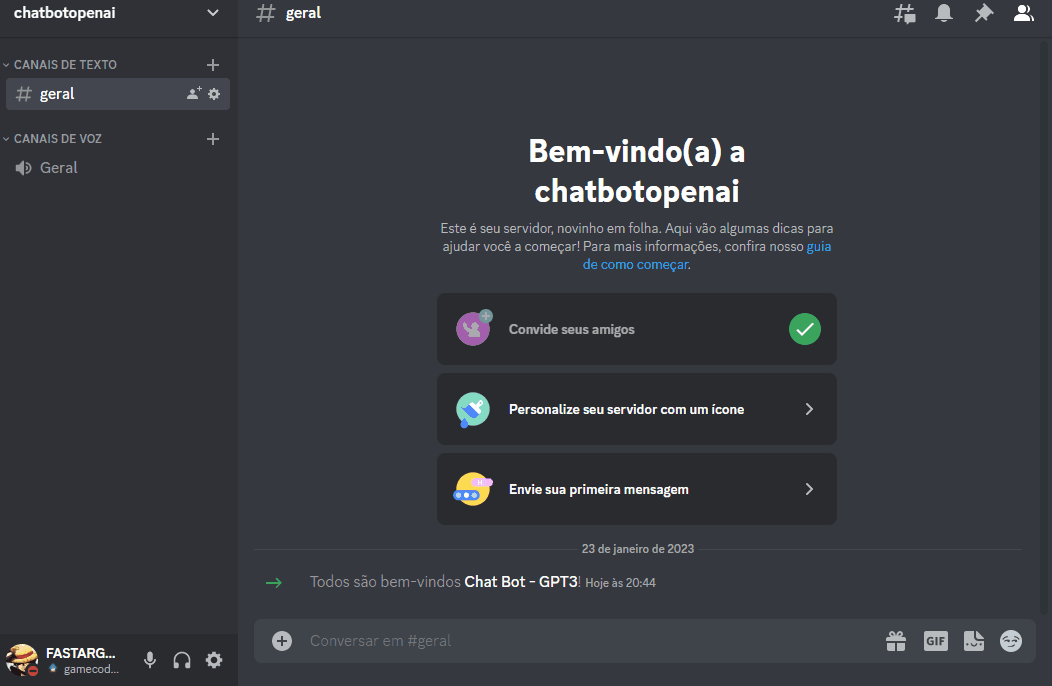 chatbotopenai
geral
CANAIS DE TEXTO
geral
CANAIS DE VOZ
Geral
Bem-vindo(a) a
chatbotopenai
Este é seu servidor, novinho em folha. Aqui vão algumas dicas para
ajudar você a começar! Para mais informações, confira nosso guia
de como começar.
Convide seus amigos
Personalize seu servidor com um ícone
Envie sua primeira mensagem
23 de janeiro de 2023
Todos são bem-vindos Chat Bot - GPT3! Hoje às 20:44
Conversar em #geral
GIF
FASTARG...
gamecod...